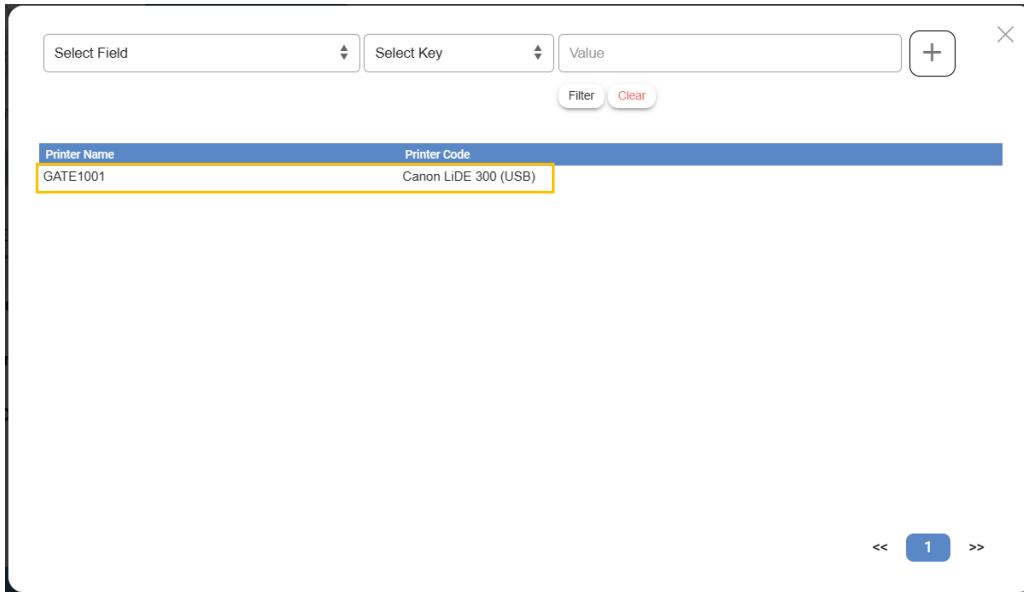 Select Field Select Key Value +
Filter Clear
Printer Name Printer Code
GATE1001 Canon LiDE 300 (USB)
<< 1 >>